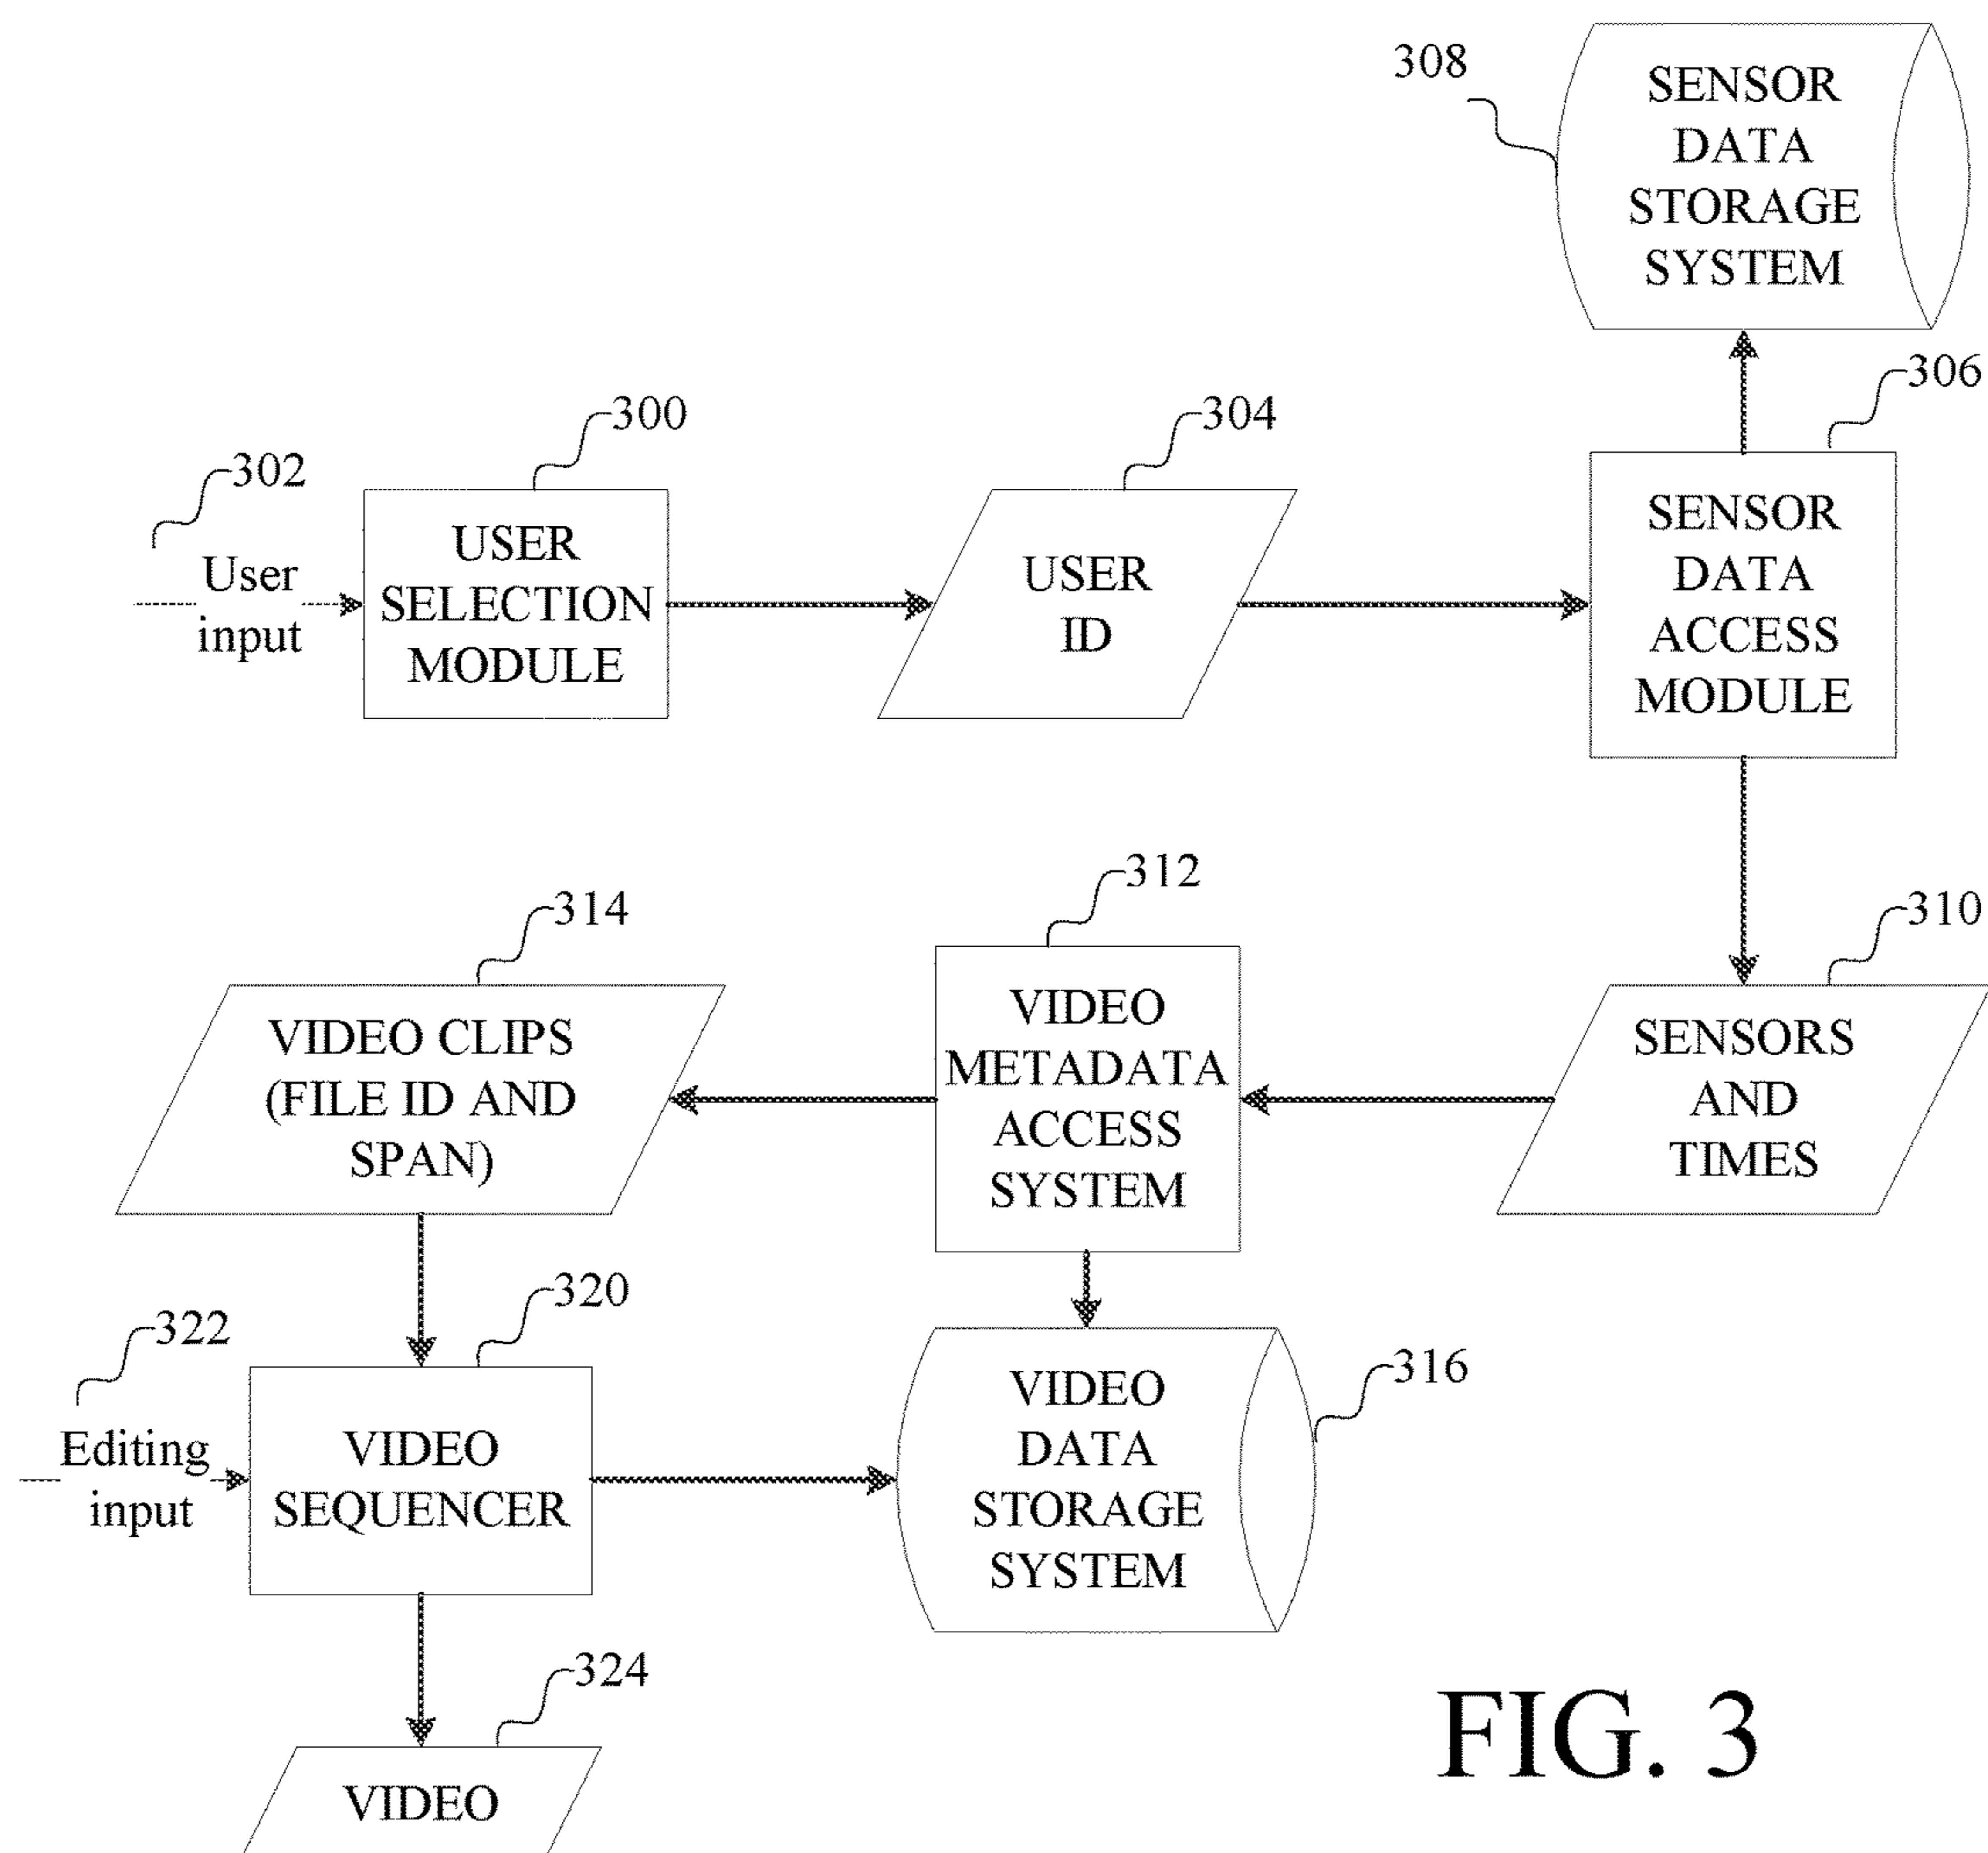 308
SENSOR
DATA
STORAGE
SYSTEM
306
300
304
302
User
input
USER
SELECTION
MODULE
USER
ID
SENSOR
DATA
ACCESS
MODULE
312
314
310
VIDEO CLIPS
(FILE ID AND
SPAN)
VIDEO
METADATA
ACCESS
SYSTEM
SENSORS
AND
TIMES
320
322
316
Editing
input
VIDEO
SEQUENCER
VIDEO
DATA
STORAGE
SYSTEM
324
VIDEO
FIG. 3